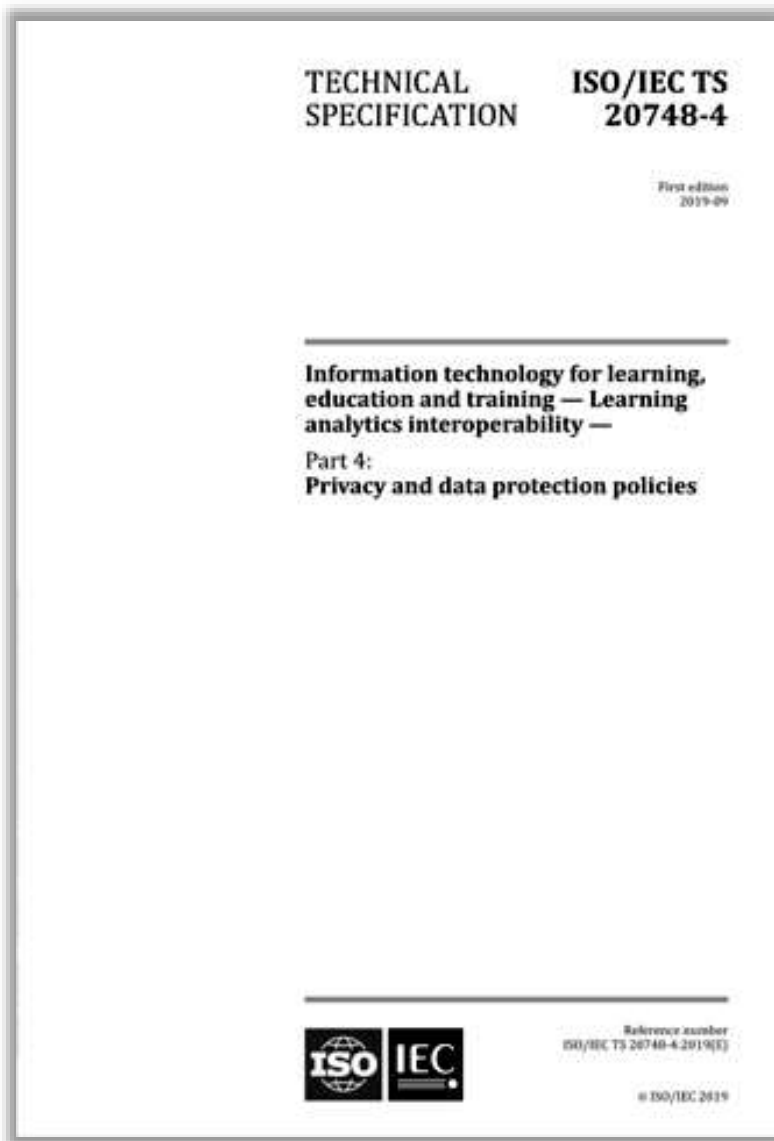 TECHNICAL SPECIFICATION
ISO/IEC TS 20748-4
First edition
2019-09
Information technology for learning,
education and training — Learning
analytics interoperability —
Part 4:
Privacy and data protection policies
ISO
IEC
Reference number
ISO/IEC TS 20748-4:2019(E)
© ISO/IEC 2019